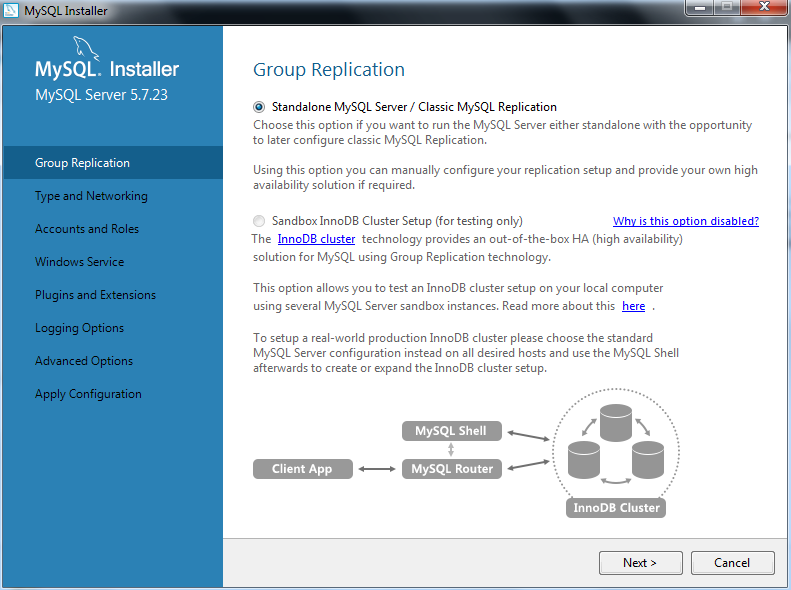 MySQL Installer
MySQL. Installer
MySQL Server 5.7.23
Group Replication
Type and Networking
Accounts and Roles
Windows Service
Plugins and Extensions
Logging Options
Advanced Options
Apply Configuration
Group Replication
Standalone MySQL Server / Classic MySQL Replication
Choose this option if you want to run the MySQL Server either standalone with the opportunity
to later configure classic MySQL Replication.
Using this option you can manually configure your replication setup and provide your own high
availability solution if required.
Sandbox InnoDB Cluster Setup (for testing only) Why is this option disabled?
The InnoDB cluster technology provides an out-of-the-box HA (high availability)
solution for MySQL using Group Replication technology.
This option allows you to test an InnoDB cluster setup on your local computer
using several MySQL Server sandbox instances. Read more about this here .
To setup a real-world production InnoDB cluster please choose the standard
MySQL Server configuration instead on all desired hosts and use the MySQL Shell
afterwards to create or expand the InnoDB cluster setup.
MySQL Shell
Client App
MySQL Router
InnoDB Cluster
Next >
Cancel